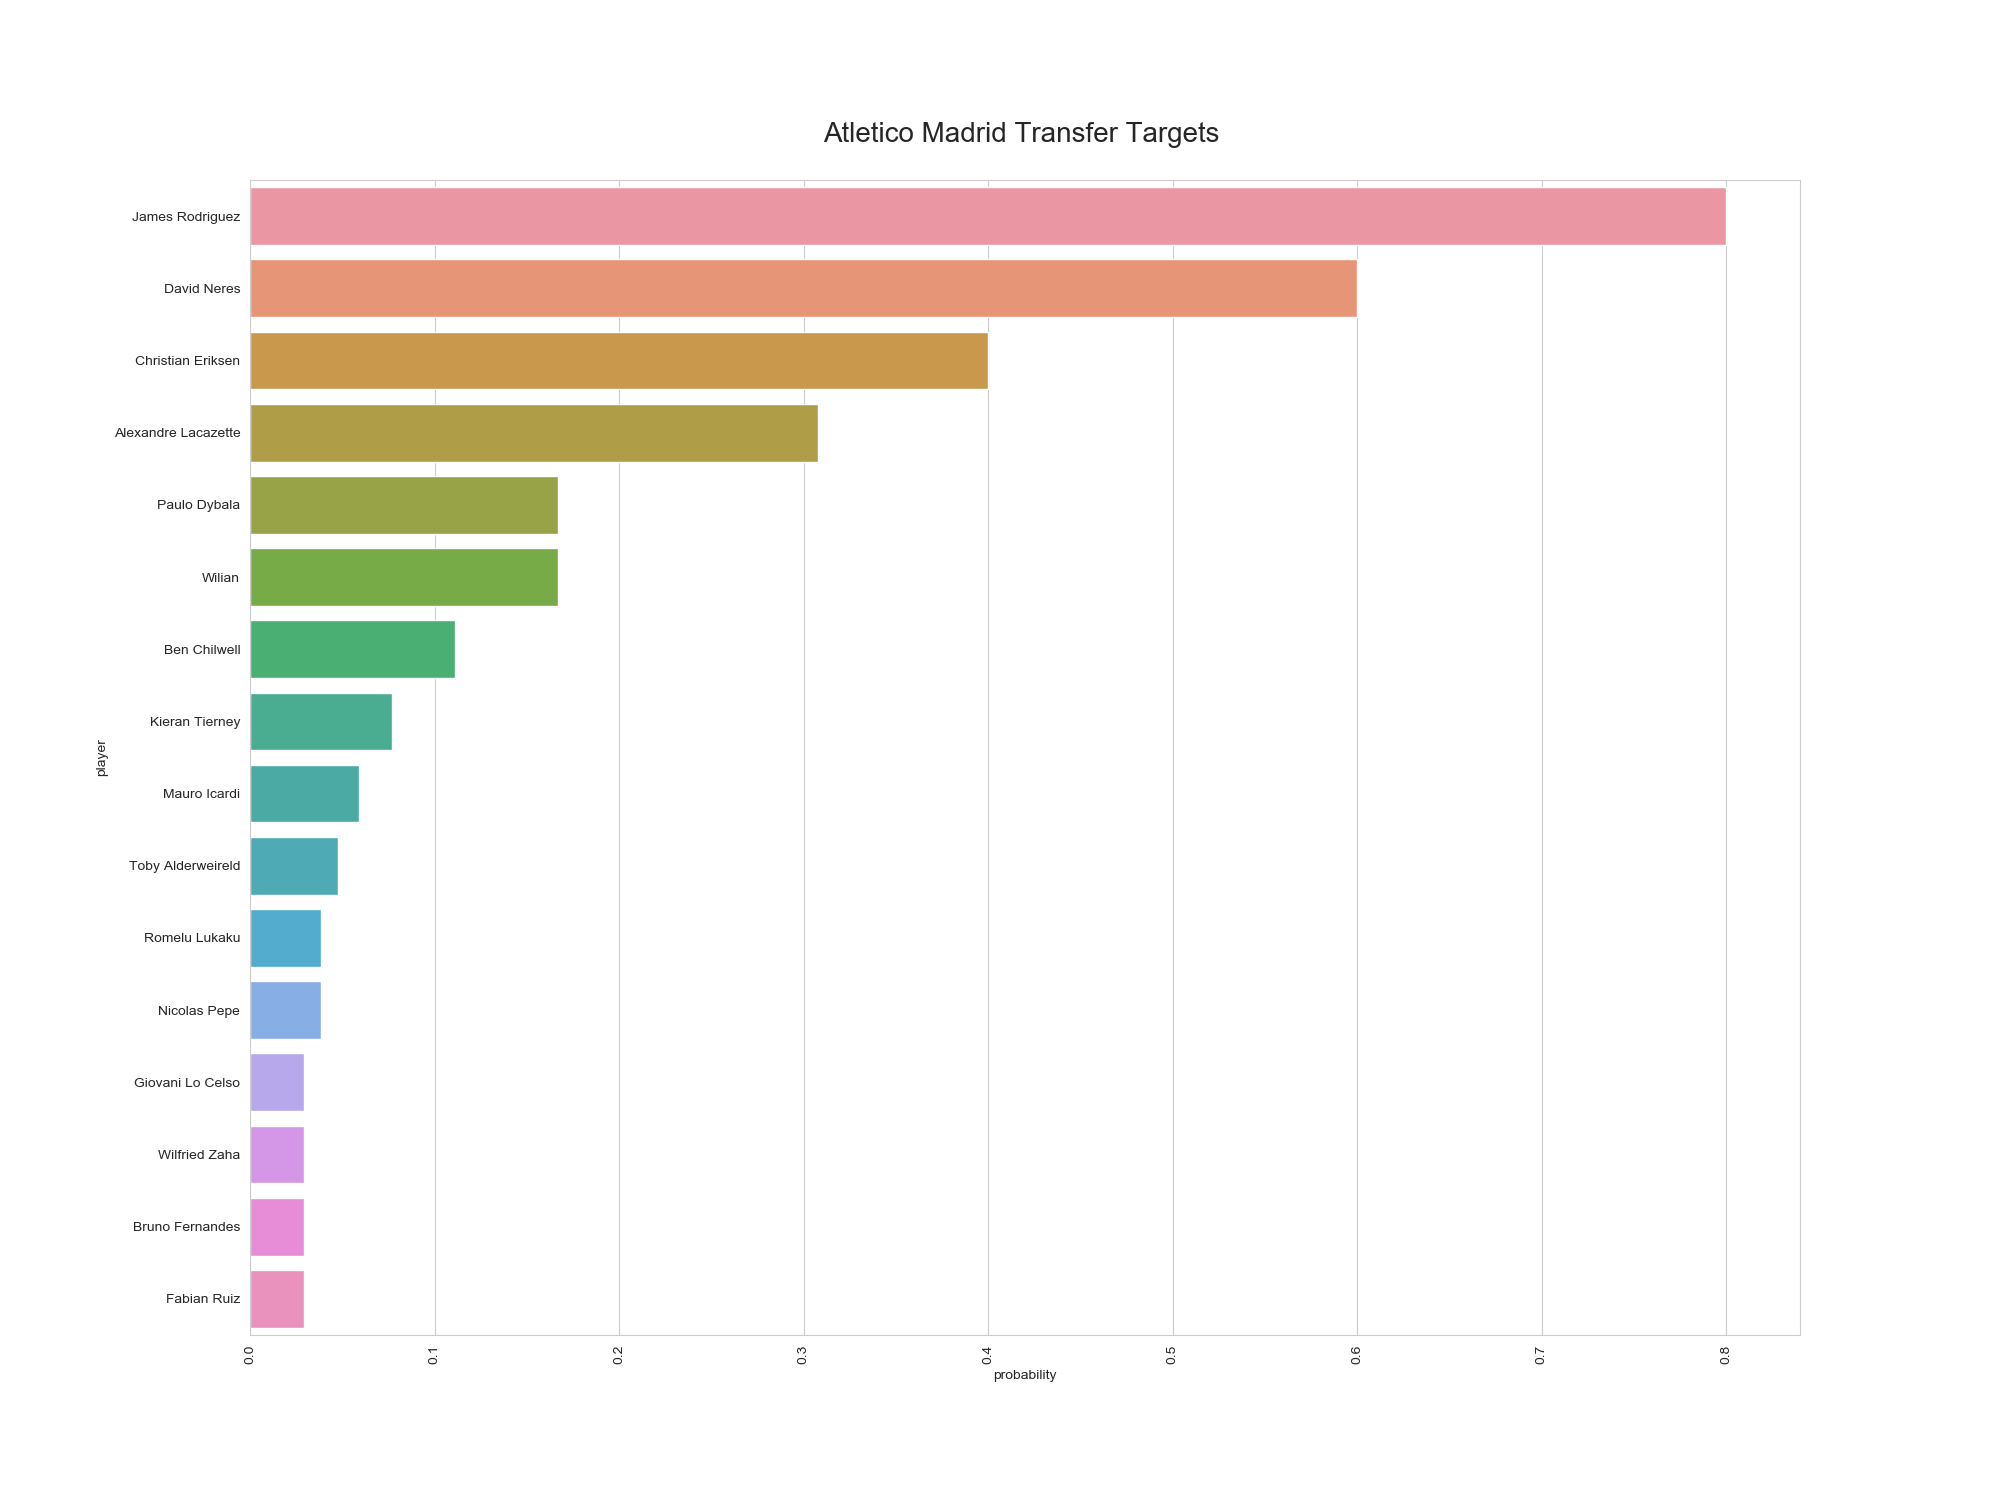 Atletico Madrid Transfer Targets
James Rodriguez
David Neres
Christian Eriksen
Alexandre Lacazette
Paulo Dybala
Wilian
Ben Chilwell
Kieran Tierney
Mauro Icardi
Toby Alderweireld
Romelu Lukaku
Nicolas Pepe
Giovani Lo Celso
Wilfried Zaha
Bruno Fernandes
Fabian Ruiz
player
0.0 0.1 0.2 0.3 0.4 0.5 0.6 0.7 0.8
probability